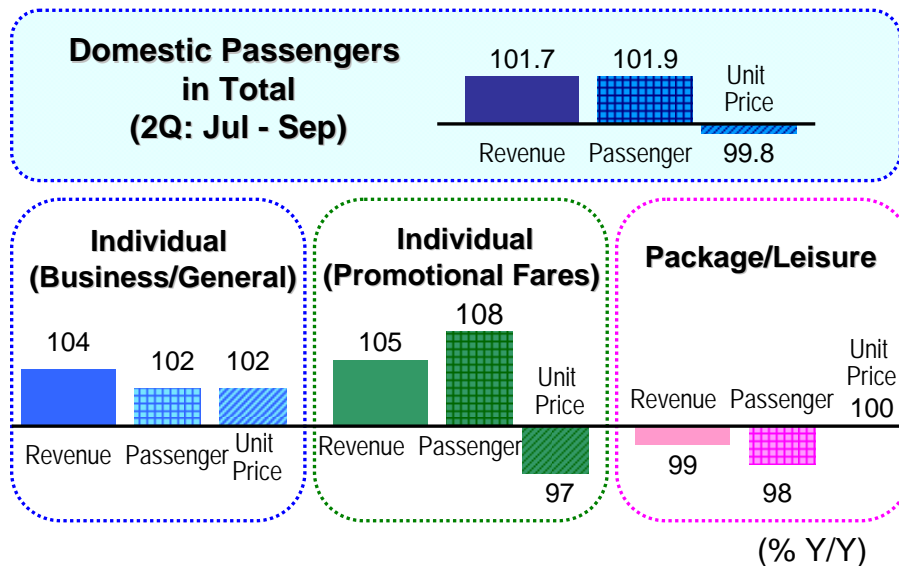 Domestic Passengers
in Total
(2Q: Jul - Sep)
101.7
101.9
Unit
Price
Revenue
Passenger
99.8
Individual
(Business/General)
104
102
102
Revenue
Passenger
Unit
Price
Individual
(Promotional Fares)
105
108
Unit
Price
Revenue
Passenger
97
Package/Leisure
Revenue
Passenger
Unit
Price
100
99
98
(% Y/Y)